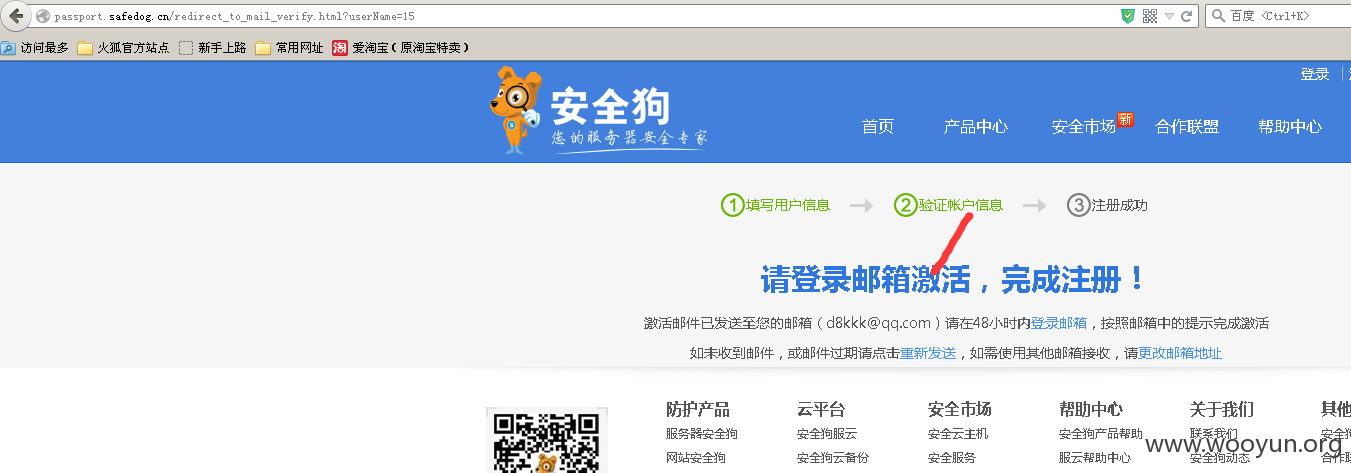 passport.safedog.cn/redirect_to_mail_verify.html?userName=15
百度 <Ctrl+K>
访问最多 火狐官方站点 新手上路 常用网址 淘 爱淘宝（原淘宝特卖）
登录
安全狗
您的服务器安全专家
首页 产品中心 安全市场 新 合作联盟 帮助中心
1 填写用户信息 2 验证帐户信息 3 注册成功
请登录邮箱激活，完成注册！
激活邮件已发送至您的邮箱（d8kkk@qq.com）请在48小时内登录邮箱，按照邮箱中的提示完成激活
如未收到邮件，或邮件过期请点击重新发送，如需使用其他邮箱接收，请更改邮箱地址
防护产品 云平台 安全市场 帮助中心 关于我们 其他
服务器安全狗 安全狗服云 安全云主机 安全狗产品帮助 联系我们 安全
网站安全狗 安全狗云备份 安全服务 服云帮助中心 安全狗动态 合作联
www.wooyun.org